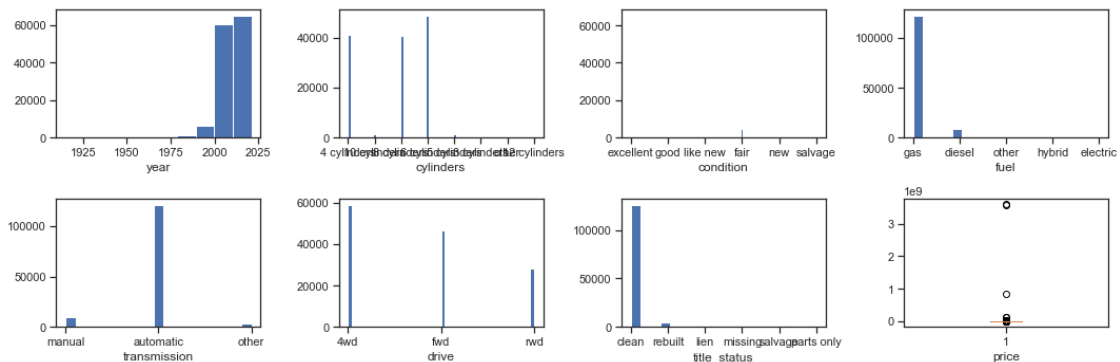 60000
40000
20000
0
1925 1950 1975 2000 2025
year
40000
20000
0
4 cylinders
cylinders
60000
40000
20000
0
excellent good like new fair new salvage
condition
100000
50000
0
gas diesel other hybrid electric
fuel
100000
50000
0
manual automatic other
transmission
60000
40000
20000
0
4wd fwd rwd
drive
100000
50000
0
clean rebuilt lien missing salvage parts only
title_status
1e9
3
2
1
0
1
price